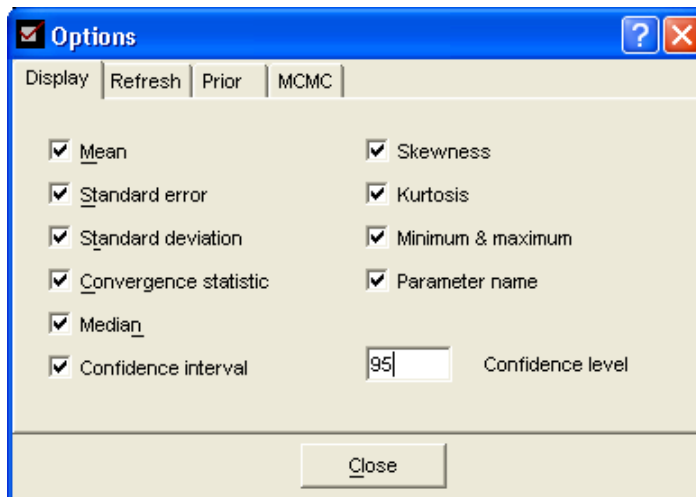 Options
Display Refresh Prior MCMC
Mean
Standard error
Standard deviation
Convergence statistic
Median
Confidence interval
Skewness
Kurtosis
Minimum & maximum
Parameter name
95 Confidence level
Close